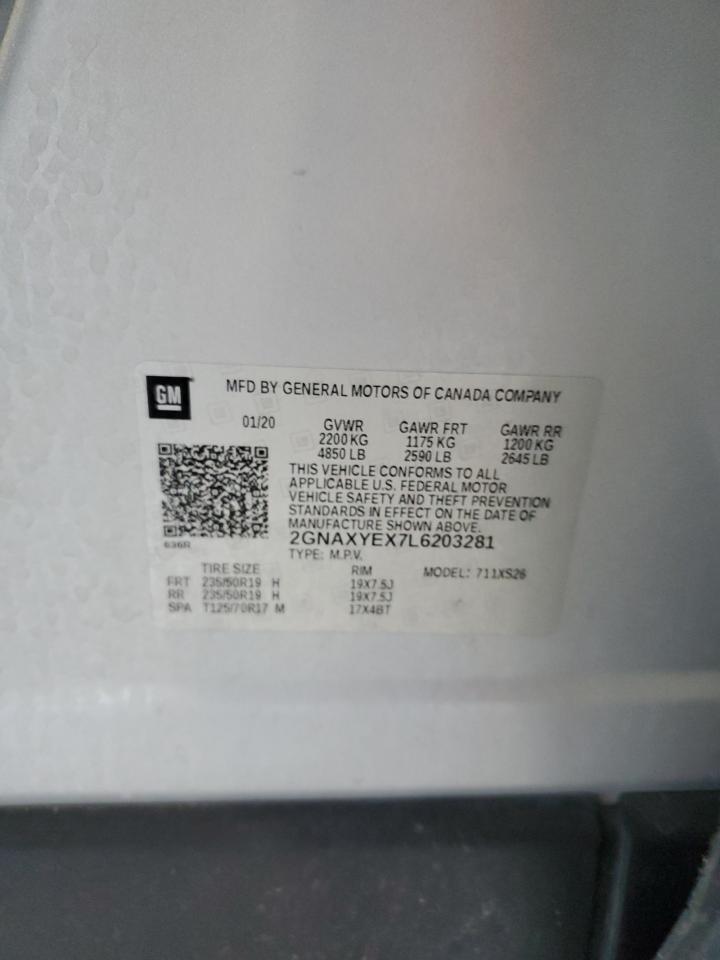 GM
MFD BY GENERAL MOTORS OF CANADA COMPANY
01/20 GVWR GAWR FRT GAWR RR
2200 KG 1175 KG 1200 KG
4850 LB 2590 LB 2645 LB
THIS VEHICLE CONFORMS TO ALL
APPLICABLE U.S. FEDERAL MOTOR
VEHICLE SAFETY AND THEFT PREVENTION
STANDARDS IN EFFECT ON THE DATE OF
MANUFACTURE SHOWN ABOVE.
636R 2GNAXYEX7L6203281
TYPE: M.P.V.
TIRE SIZE RIM MODEL: 711XS26
FRT 235/50R19 H 19X7.5J
RR 235/50R19 H 19X7.5J
SPA T125/70R17 M 17X4BT